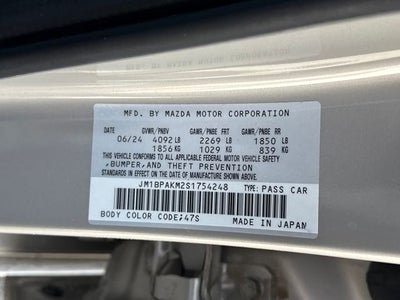 MFD. BY MAZDA MOTOR CORPORATION
GVWR/PNBV GAWR/PNBE FRT GAWR/PNBE RR
06/24 4092LB 2269 LB 1850 LB
1856KG 1029 KG 839 KG
THIS VEHICLE CONFORMS TO ALL APPLICABLE FEDERAL MOTOR VEHICLE SAFETY
,BUMPER,AND THEFT PREVENTION
STANDARDS IN EFFECT ON THE DATE OF MANUFACTURE SHOWN ABOVE.
JM1BPAKM2S1754248 TYPE: PASS CAR
BODY COLOR CODE:47S MADE IN JAPAN